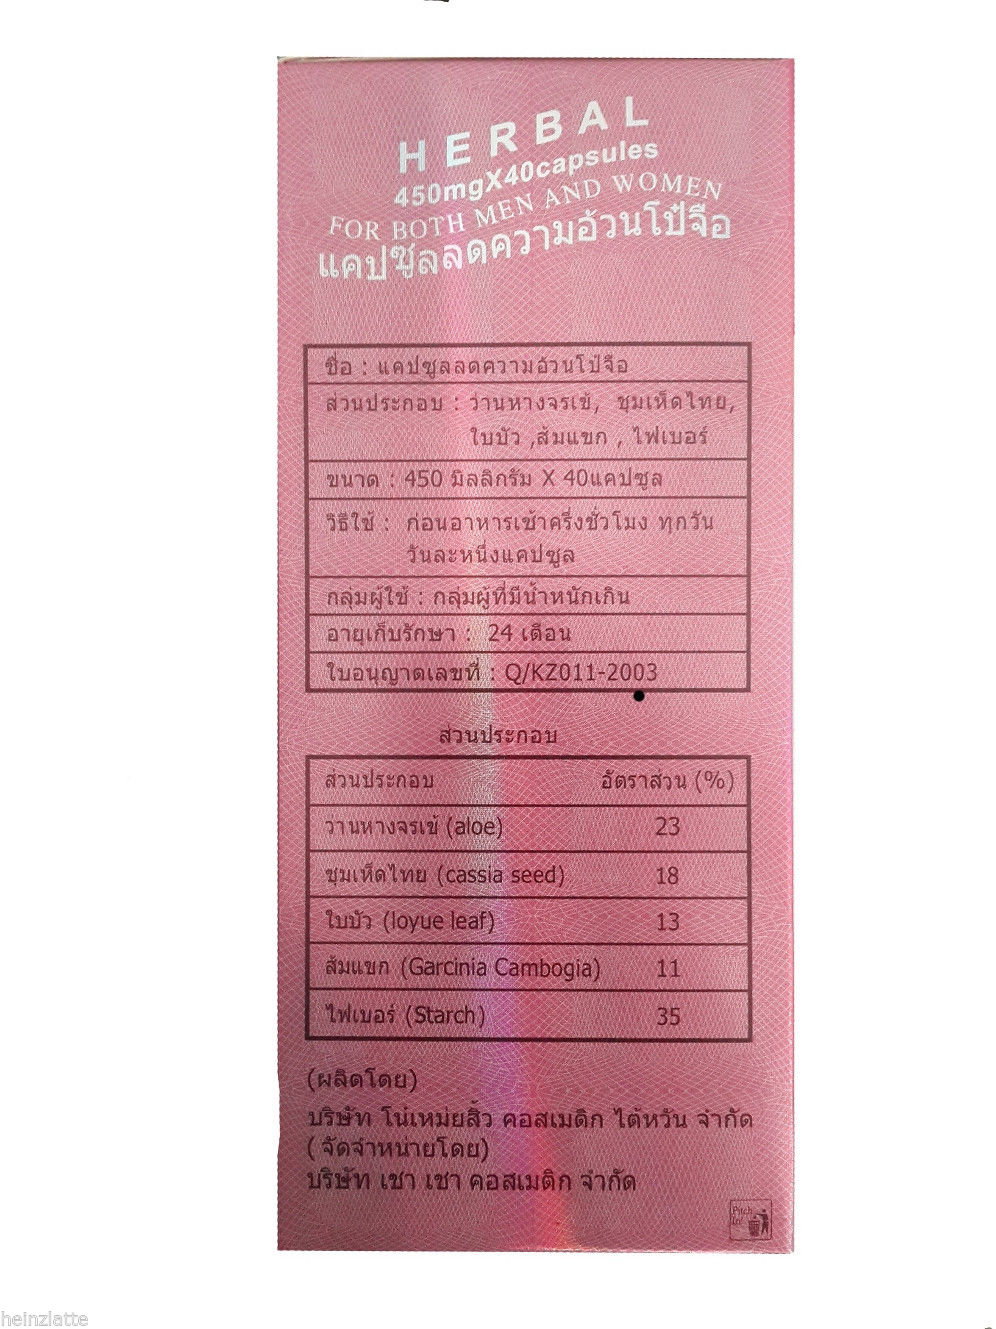 HERBAL
450mgX40capsules
FOR BOTH MEN AND WOMEN
แคปซูลลดความอ้วนโป๋จือ
ชื่อ : แคปซูลลดความอ้วนโป๋จือ
ส่วนประกอบ : ว่านหางจรเข้, ชุมเห็ดไทย,
ใบบัว ,ส้มแขก , ไฟเบอร์
ขนาด : 450 มิลลิกรัม X 40แคปซูล
วิธีใช้ : ก่อนอาหารเช้าครึ่งชั่วโมง ทุกวัน
วันละหนึ่งแคปซูล
กลุ่มผู้ใช้ : กลุ่มผู้ที่มีน้ำหนักเกิน
อายุเก็บรักษา : 24 เดือน
ใบอนุญาตเลขที่ : Q/KZ011-2003
ส่วนประกอบ
ส่วนประกอบ อัตราส่วน (%)
วานหางจรเข้ (aloe) 23
ชุมเห็ดไทย (cassia seed) 18
ใบบัว (loyue leaf) 13
ส้มแขก (Garcinia Cambogia) 11
ไฟเบอร์ (Starch) 35
(ผลิตโดย)
บริษัท โน่เหม่ยสิ้ว คอสเมติก ไต้หวัน จำกัด
( จัดจำหน่ายโดย)
บริษัท เชา เชา คอสเมติก จำกัด
Pitch
In!
heinzlatte